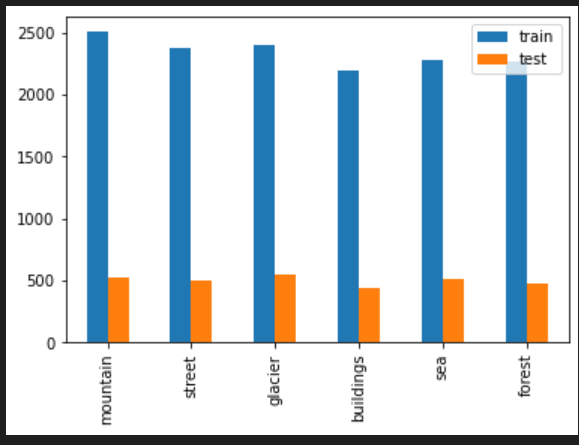 train
test
2500
2000
1500
1000
500
0
mountain
street
glacier
buildings
sea
forest